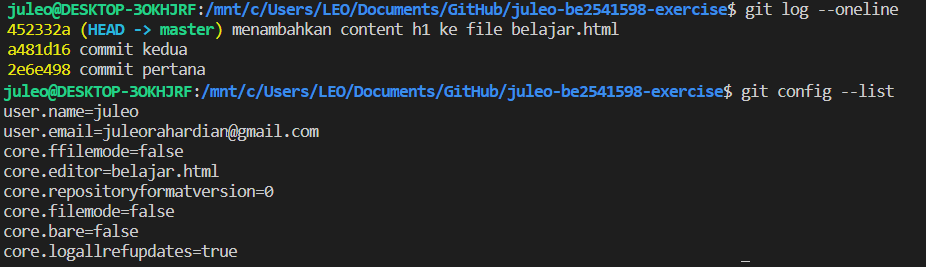 juleo@DESKTOP-3OKHJRF:/mnt/c/Users/LEO/Documents/GitHub/juleo-be2541598-exercise$ git log --oneline
452332a (HEAD -> master) menambahkan content h1 ke file belajar.html
a481d16 commit kedua
2e6e498 commit pertana
juleo@DESKTOP-3OKHJRF:/mnt/c/Users/LEO/Documents/GitHub/juleo-be2541598-exercise$ git config --list
user.name=juleo
user.email=juleorahardian@gmail.com
core.ffilemode=false
core.editor=belajar.html
core.repositoryformatversion=0
core.filemode=false
core.bare=false
core.logallrefupdates=true